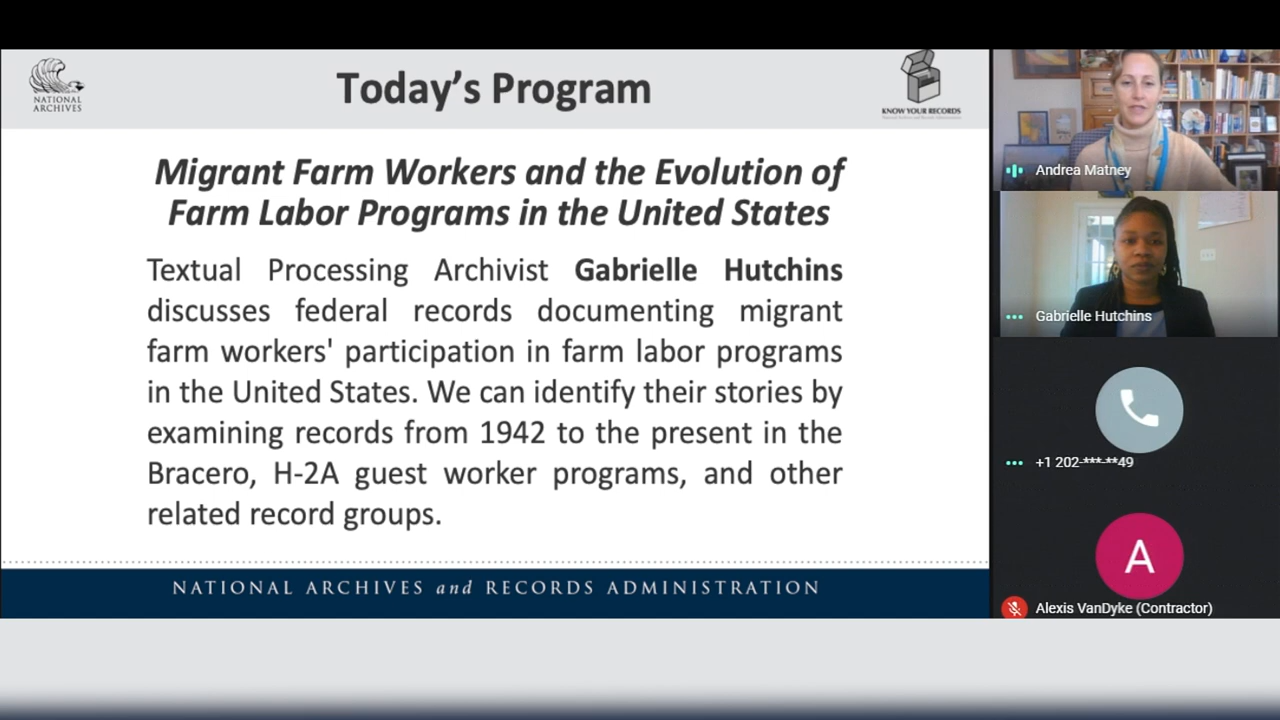 NATIONAL
ARCHIVES
Today's Program
KNOW YOUR RECORDS
Migrant Farm Workers and the Evolution of
Farm Labor Programs in the United States
Textual Processing Archivist Gabrielle Hutchins
discusses federal records documenting migrant
farm workers' participation in farm labor programs
in the United States. We can identify their stories by
examining records from 1942 to the present in the
Bracero, H-2A guest worker programs, and other
related record groups.
NATIONAL ARCHIVES and RECORDS ADMINISTRATION
Andrea Matney
Gabrielle Hutchins
+1 202-***-**49
A
Alexis VanDyke (Contractor)